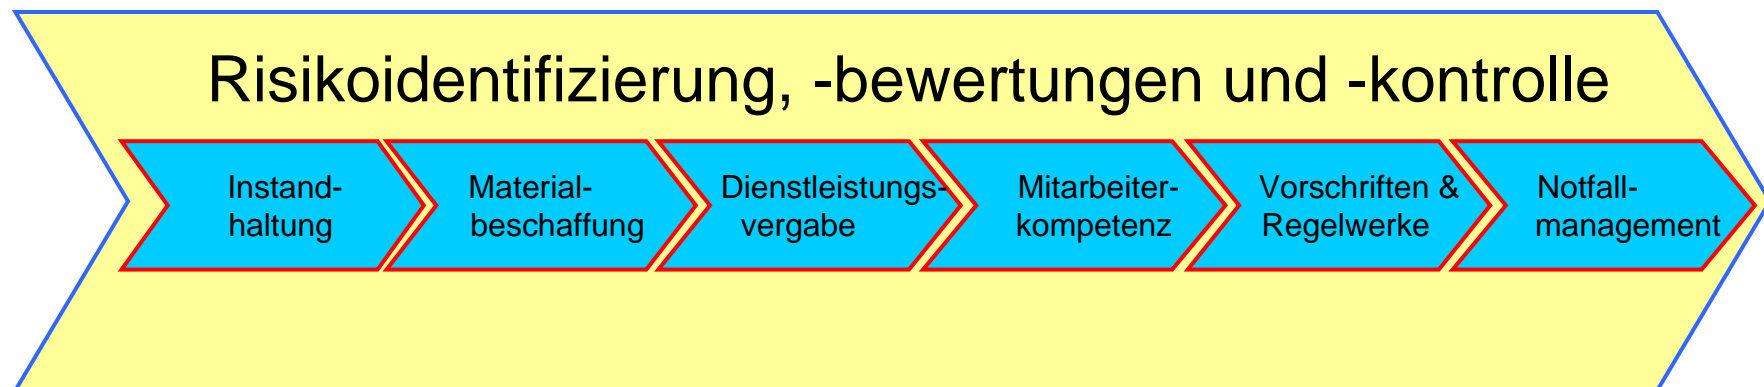 Risikoidentifizierung, -bewertungen und -kontrolle
Instand-
haltung
Material-
beschaffung
Dienstleistungs-
vergabe
Mitarbeiter-
kompetenz
Vorschriften &
Regelwerke
Notfall-
management